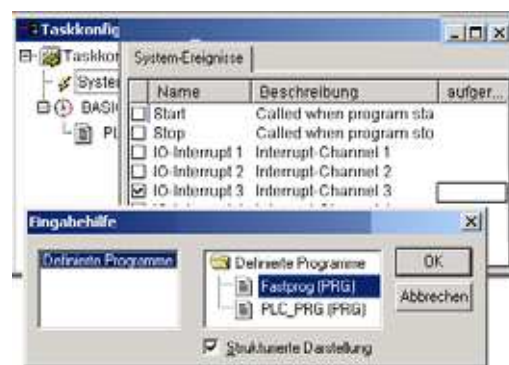 Taskkonfig
Taskkor
System-Ereignisse
Syster
Name Beschreibung aufger...
BASI
Start Called when program sta
PL
Stop Called when program sto
IO-Interrupt 1 Interrupt-Channel 1
IO-Interrupt 2 Interrupt-Channel 2
IO-Interrupt 3 Interrupt-Channel 3
Eingabehilfe
Definierte Programme
Definierte Programme
OK
Fastprog (PRG)
Abbrechen
PLC_PRG (PRG)
Strukturierte Darstellung